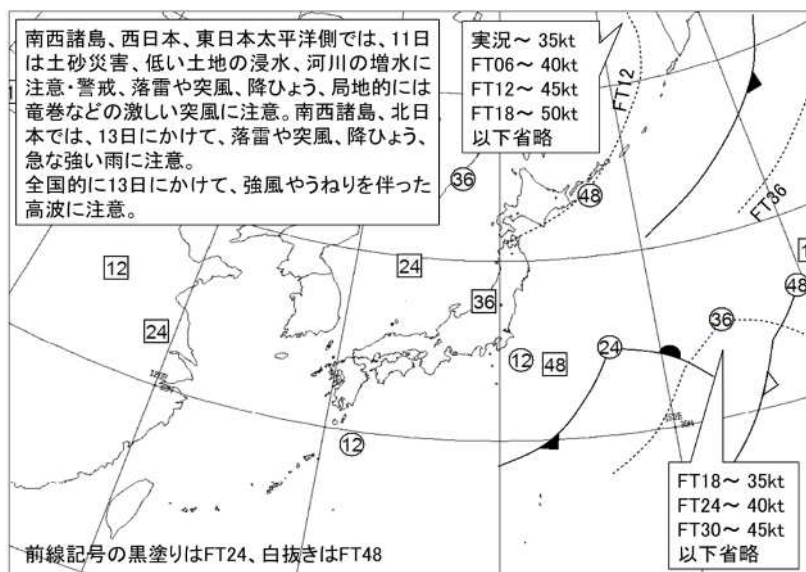 南西諸島、西日本、東日本太平洋側では、11日
は土砂災害、低い土地の浸水、河川の増水に
注意・警戒、落雷や突風、降ひょう、局地的には
竜巻などの激しい突風に注意。南西諸島、北日
本では、13日にかけて、落雷や突風、降ひょう、
急な強い雨に注意。
全国的に13日にかけて、強風やうねりを伴った
高波に注意。
実況～ 35kt
FT06～ 40kt
FT12～ 45kt
FT18～ 50kt
以下省略
FT12
36
48
FT36
12
24
48
24
36
36
24
12
48
12
FT18～ 35kt
FT24～ 40kt
FT30～ 45kt
以下省略
前線記号の黒塗りはFT24、白抜きはFT48